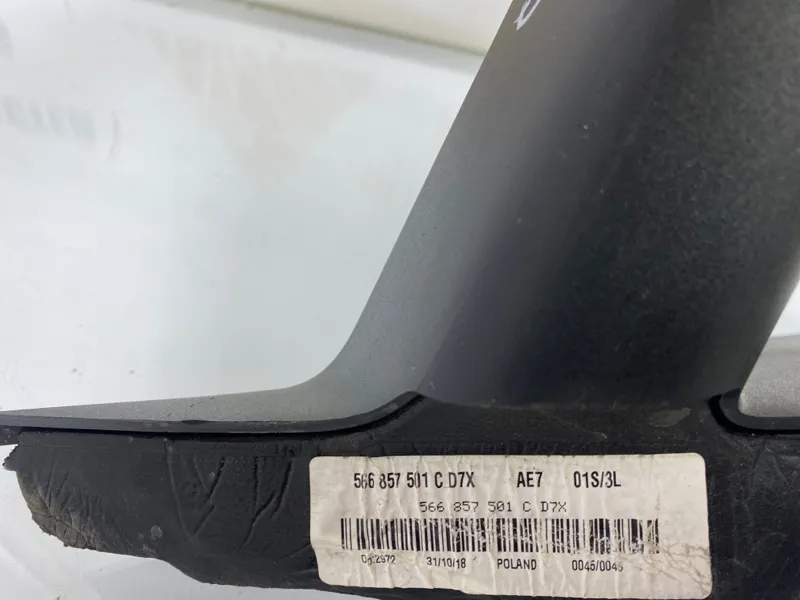 566 857 501 C D7X AE7 01S/3L
566 857 501 C D7X
31/10/18 POLAND 0045/0045